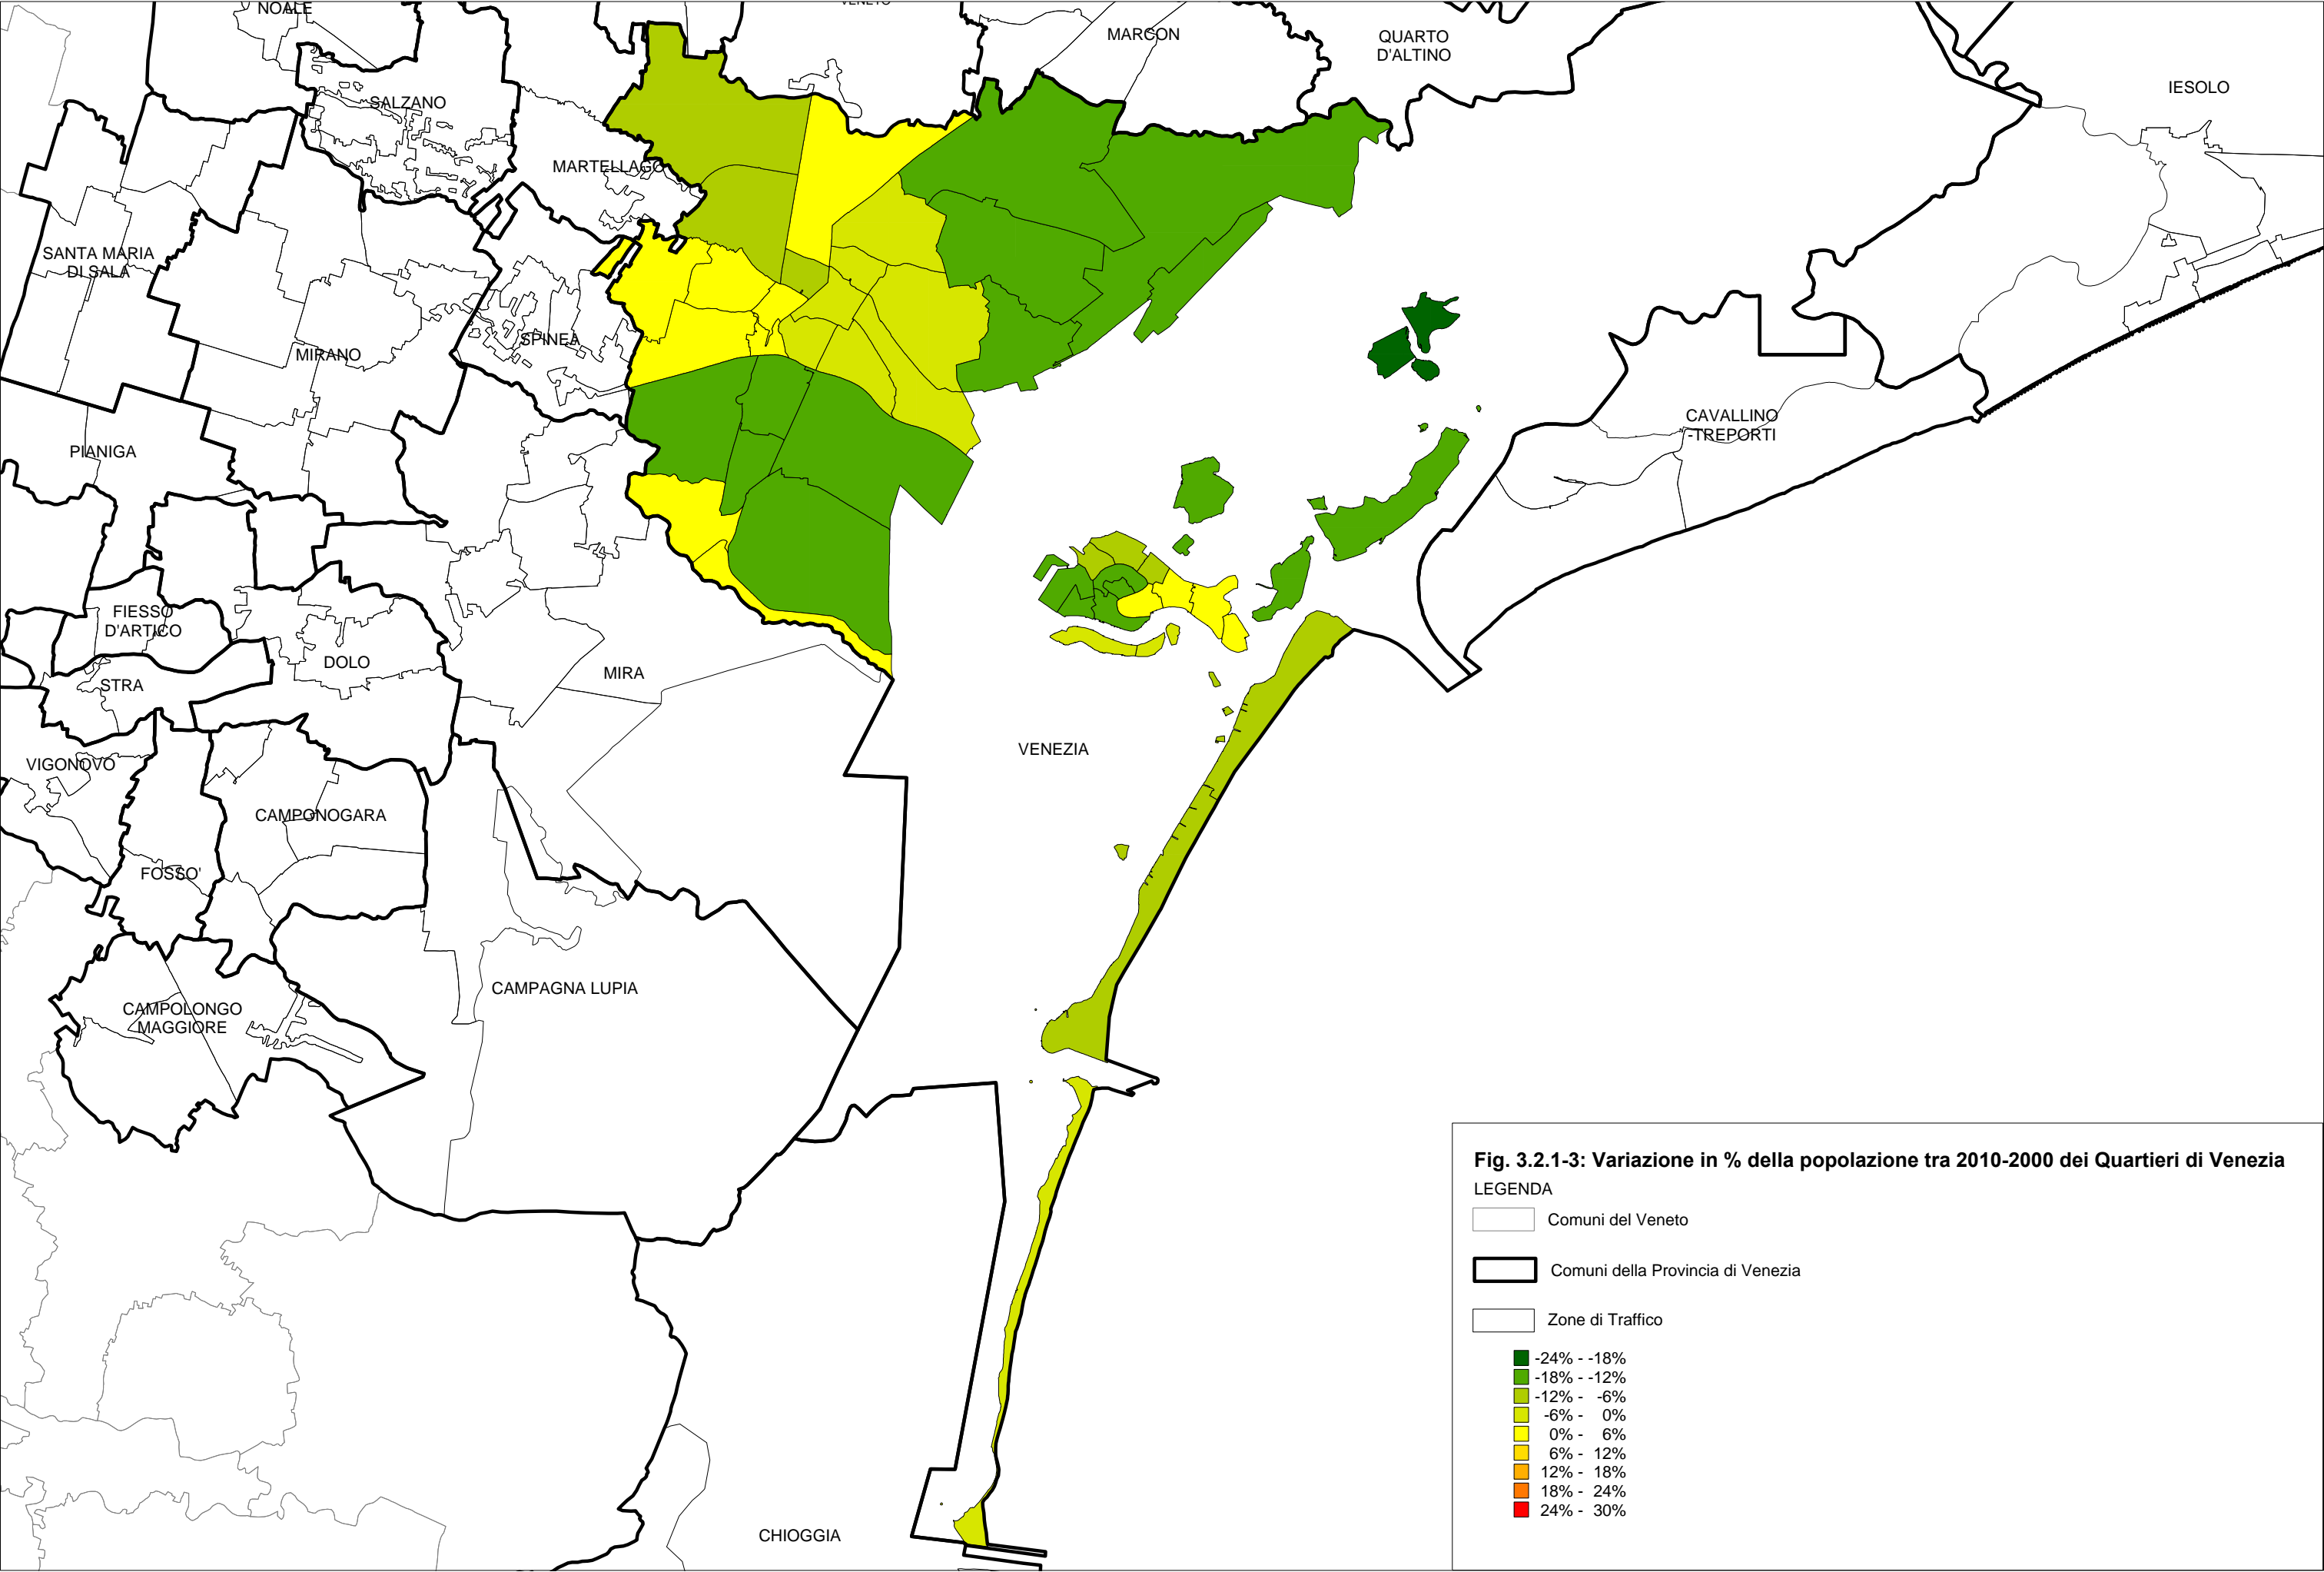 NOALE
VENETO
MARCON
QUARTO
D'ALTINO
IESOLO
SALZANO
MARTELLAGO
SANTA MARIA
DI SALA
SPINEA
MIRANO
CAVALLINO
-TREPORTI
PIANIGA
FIESSO
D'ARTICO
DOLO
MIRA
STRA
VENEZIA
VIGONOVO
CAMPONOGARA
FOSSO'
CAMPAGNA LUPIA
CAMPOLONGO
MAGGIORE
CHIOGGIA
Fig. 3.2.1-3: Variazione in % della popolazione tra 2010-2000 dei Quartieri di Venezia
LEGENDA
Comuni del Veneto
Comuni della Provincia di Venezia
Zone di Traffico
-24% - -18%
-18% - -12%
-12% - -6%
-6% - 0%
0% - 6%
6% - 12%
12% - 18%
18% - 24%
24% - 30%